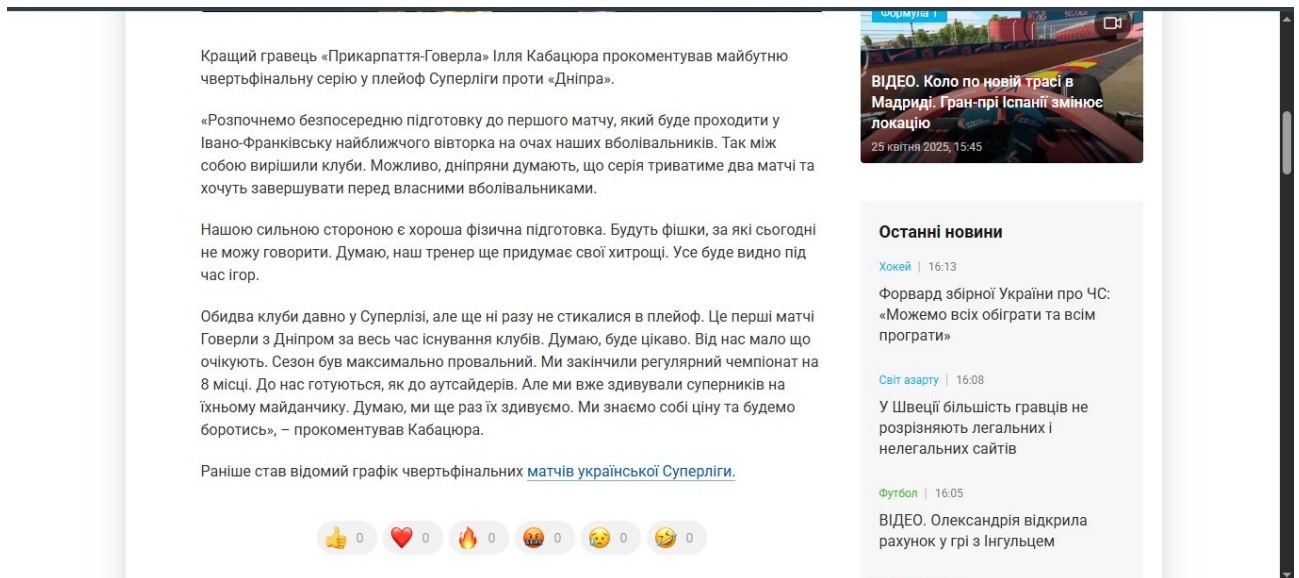 Кращий гравець «Прикарпаття-Говерла» Ілля Кабацюра прокоментував майбутню
чвертьфінальну серію у плейоф Суперліги проти «Дніпра».
«Розпочнемо безпосередню підготовку до першого матчу, який буде проходити у
Івано-Франківську найближчого вівторка на очах наших вболівальників. Так між
собою вирішили клуби. Можливо, дніпряни думають, що серія триватиме два матчі та
хочуть завершувати перед власними вболівальниками.
Нашою сильною стороною є хороша фізична підготовка. Будуть фішки, за які сьогодні
не можу говорити. Думаю, наш тренер ще придумає свої хитрощі. Усе буде видно під
час ігор.
Обидва клуби давно у Суперлізі, але ще ні разу не стикалися в плейоф. Це перші матчі
Говерли з Дніпром за весь час існування клубів. Думаю, буде цікаво. Від нас мало що
очікують. Сезон був максимально провальний. Ми закінчили регулярний чемпіонат на
8 місці. До нас готуються, як до аутсайдерів. Але ми вже здивували суперників на
їхньому майданчику. Думаю, ми ще раз їх здивуємо. Ми знаємо собі ціну та будемо
боротись», – прокоментував Кабацюра.
Раніше став відомий графік чвертьфінальних матчів української Суперліги.
0 0 0 0 0 0
Формула 1
ВІДЕО. Коло по новій трасі в
Мадриді. Гран-прі Іспанії змінює
локацію
25 квітня 2025, 15:45
Останні новини
Хокей | 16:13
Форвард збірної України про ЧС:
«Можемо всіх обіграти та всім
програти»
Світ азарту | 16:08
У Швеції більшість гравців не
розрізняють легальних і
нелегальних сайтів
Футбол | 16:05
ВІДЕО. Олександрія відкрила
рахунок у грі з Інгульцем